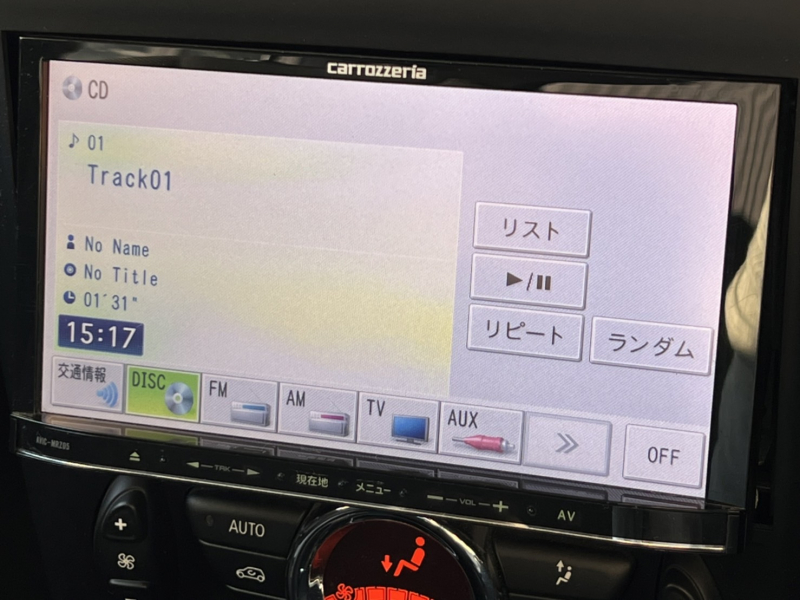 carrozzeria
CD
♪ 01
Track01
No Name
No Title
01'31"
15:17
リスト
▶/❚❚
リピート
ランダム
交通情報
DISC
FM
AM
TV
AUX
OFF
AVIC-MRZ85
TRK
現在地
メニュー
− VOL +
AV
+
AUTO